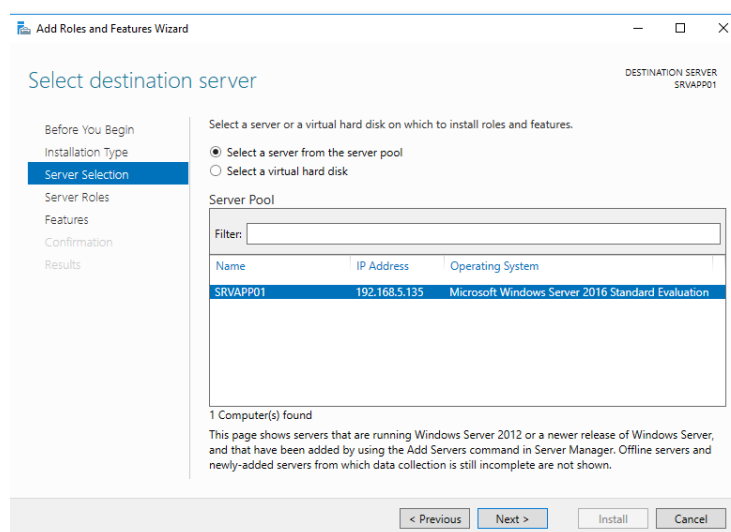 Add Roles and Features Wizard
Select destination server
DESTINATION SERVER
SRVAPP01
Before You Begin
Installation Type
Server Selection
Server Roles
Features
Confirmation
Results
Select a server or a virtual hard disk on which to install roles and features.
Select a server from the server pool
Select a virtual hard disk
Server Pool
Filter:
Name IP Address Operating System
SRVAPP01 192.168.5.135 Microsoft Windows Server 2016 Standard Evaluation
1 Computer(s) found
This page shows servers that are running Windows Server 2012 or a newer release of Windows Server,
and that have been added by using the Add Servers command in Server Manager. Offline servers and
newly-added servers from which data collection is still incomplete are not shown.
< Previous Next > Install Cancel